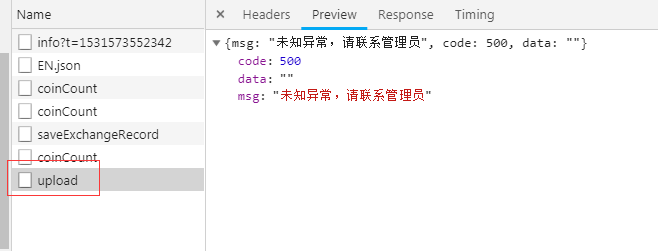 Name
× Headers Preview Response Timing
info?t=1531573552342
EN.json
coinCount
coinCount
saveExchangeRecord
coinCount
upload
▼{msg: "未知异常，请联系管理员", code: 500, data: ""}
code: 500
data: ""
msg: "未知异常，请联系管理员"